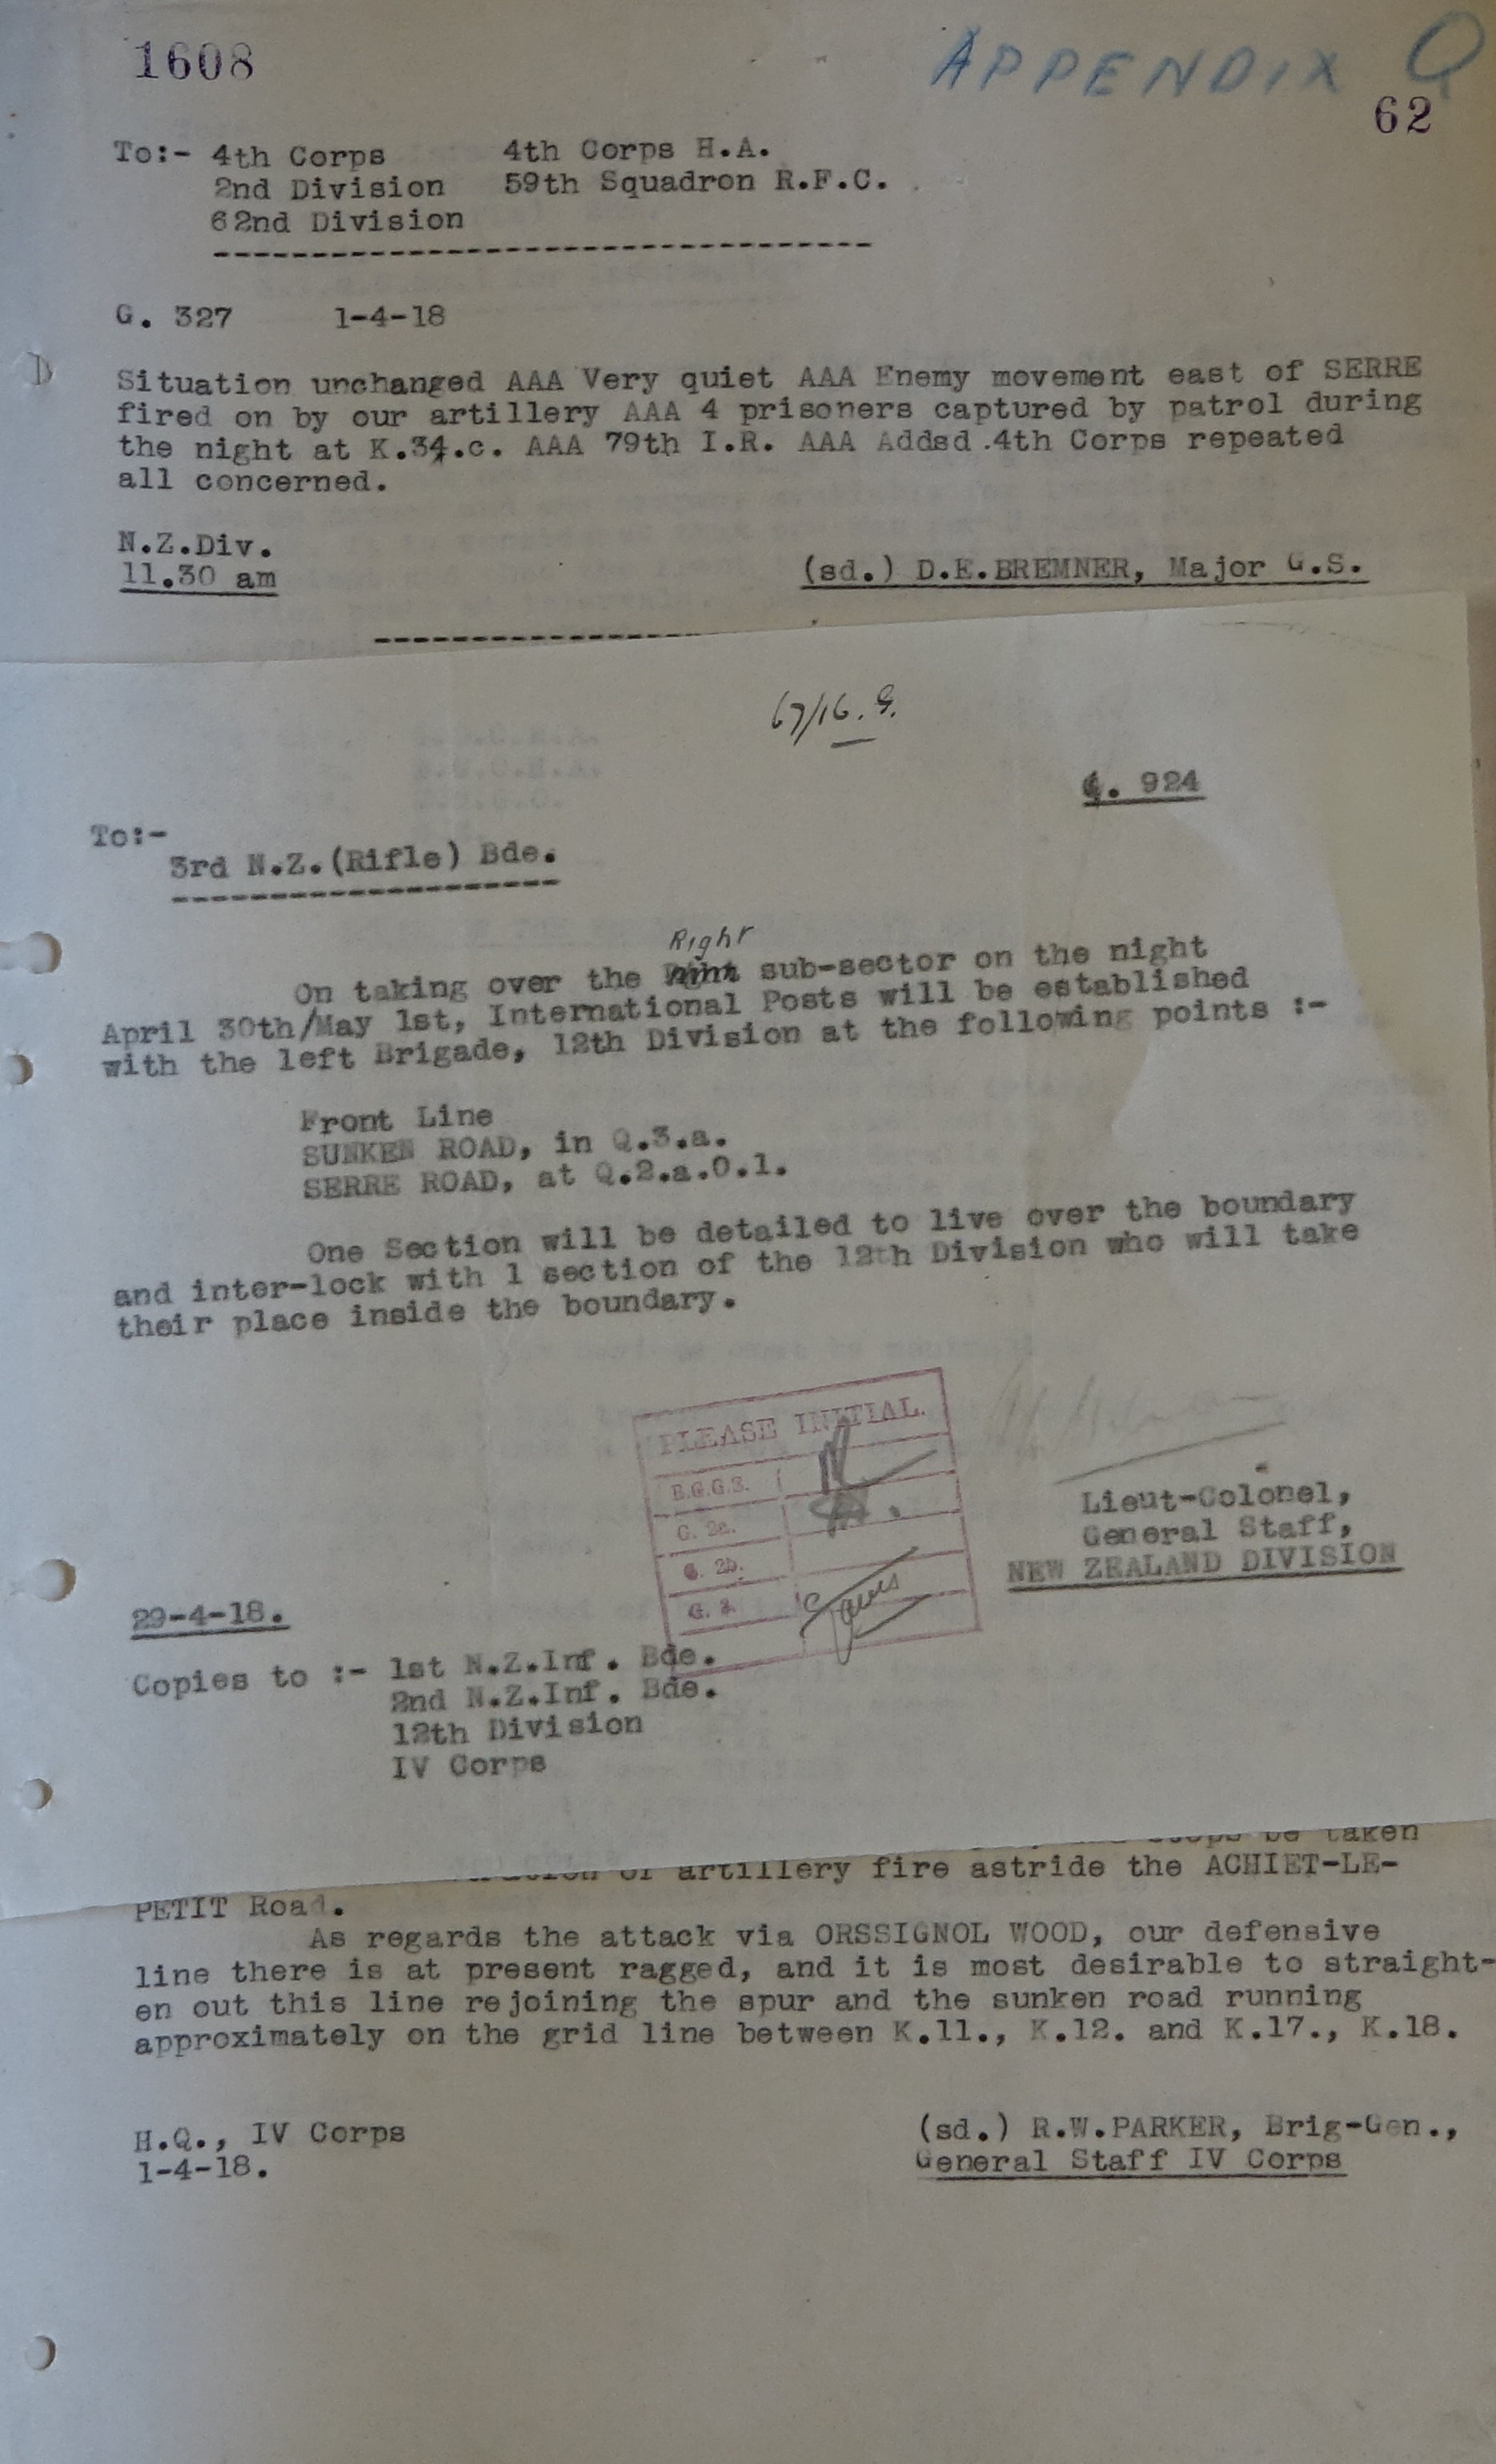 1608
APPENDIX Q
62
To:- 4th Corps 4th Corps H.A.
2nd Division 59th Squadron R.F.C.
62nd Division
G. 327 1-4-18
Situation unchanged AAA Very quiet AAA Enemy movement east of SERRE
fired on by our artillery AAA 4 prisoners captured by patrol during
the night at K.34.c. AAA 79th I.R. AAA Addsd .4th Corps repeated
all concerned.
N.Z.Div.
11.30 am
(sd.) D.E.BREMNER, Major G.S.
67/16.G.
G. 924
To:-
3rd N.Z.(Rifle) Bde.
Right
On taking over the sub-sector on the night
April 30th/May 1st, International Posts will be established
with the left Brigade, 12th Division at the following points :-
Front Line
SUNKEN ROAD, in Q.3.a.
SERRE ROAD, at Q.2.a.0.1.
One Section will be detailed to live over the boundary
and inter-lock with 1 section of the 12th Division who will take
their place inside the boundary.
PLEASE INITIAL.
B.G.G.S.
G. 2a.
G. 2b.
G. 3.
Lieut-Colonel,
General Staff,
NEW ZEALAND DIVISION
29-4-18.
Copies to :- 1st N.Z.Inf. Bde.
2nd N.Z.Inf. Bde.
12th Division
IV Corps
be taken
of artillery fire astride the ACHIET-LE-
PETIT Road.
As regards the attack via ORSSIGNOL WOOD, our defensive
line there is at present ragged, and it is most desirable to straight-
en out this line rejoining the spur and the sunken road running
approximately on the grid line between K.11., K.12. and K.17., K.18.
H.Q., IV Corps
1-4-18.
(sd.) R.W.PARKER, Brig-Gen.,
General Staff IV Corps